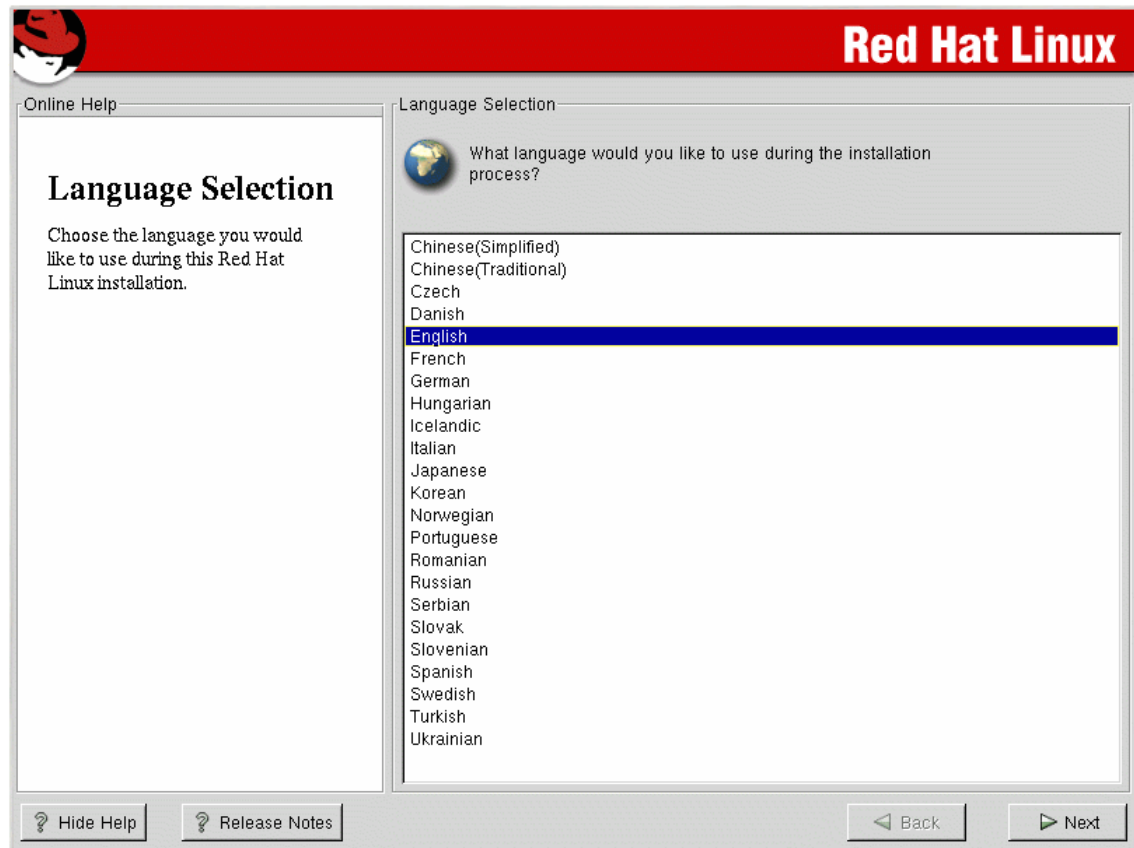 Red Hat Linux
Online Help
Language Selection
Choose the language you would
like to use during this Red Hat
Linux installation.
Language Selection
What language would you like to use during the installation
process?
Chinese(Simplified)
Chinese(Traditional)
Czech
Danish
English
French
German
Hungarian
Icelandic
Italian
Japanese
Korean
Norwegian
Portuguese
Romanian
Russian
Serbian
Slovak
Slovenian
Spanish
Swedish
Turkish
Ukrainian
Hide Help
Release Notes
Back
Next